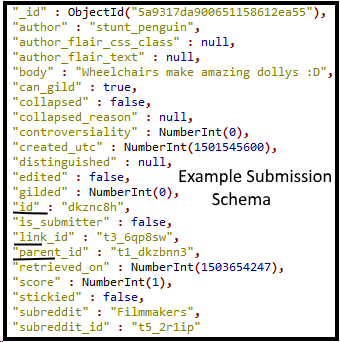 "_id" : ObjectId("5a9317da900651158612ea55"),
"author" : "stunt_penguin",
"author_flair_css_class" : null,
"author_flair_text" : null,
"body" : "Wheelchairs make amazing dollys :D",
"can_gild" : true,
"collapsed" : false,
"collapsed_reason" : null,
"controversiality" : NumberInt(0),
"created_utc" : NumberInt(1501545600),
"distinguished" : null,
"edited" : false,
"gilded" : NumberInt(0),
"id" : "dkznc8h",
"is_submitter" : false,
"link_id" : "t3_6qp8sw",
"parent_id" : "t1_dkzbnn3",
"retrieved_on" : NumberInt(1503654247),
"score" : NumberInt(1),
"stickied" : false,
"subreddit" : "Filmmakers",
"subreddit_id" : "t5_2r1ip"
Example Submission
Schema